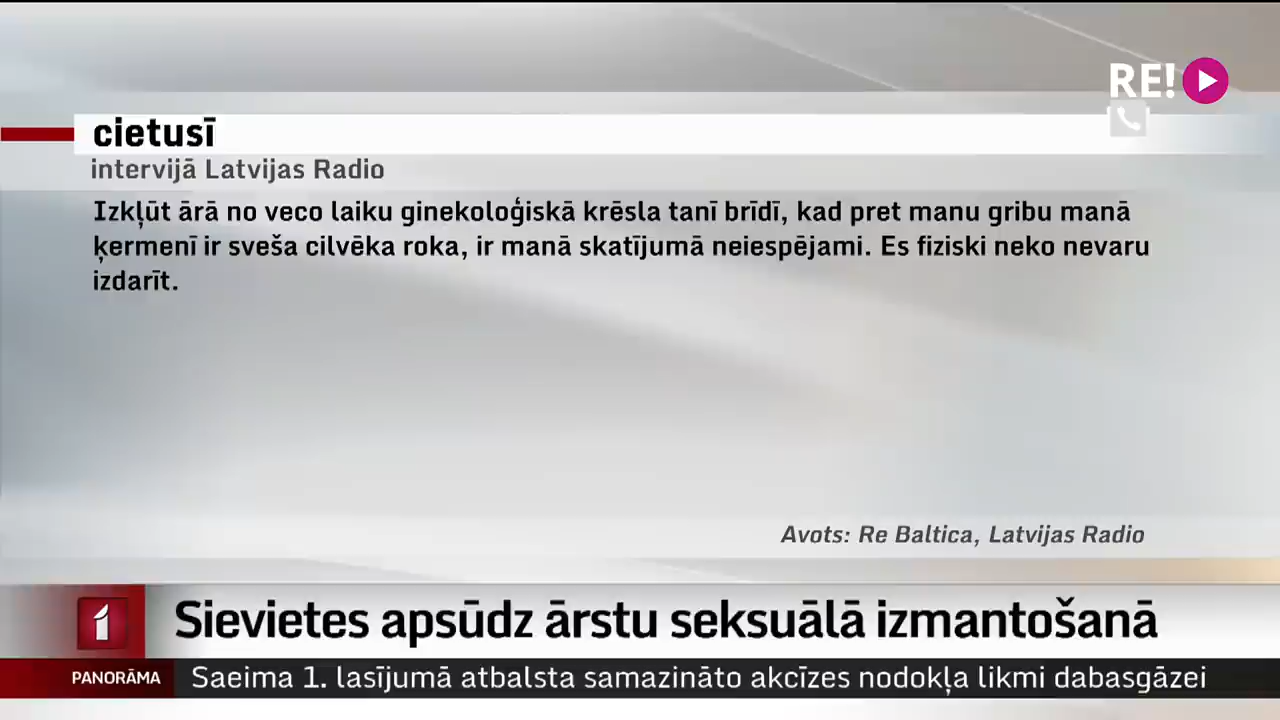 RE!
cietusī
intervijā Latvijas Radio
Izkļūt ārā no veco laiku ginekoloģiskā krēsla tanī brīdī, kad pret manu gribu manā
ķermenī ir sveša cilvēka roka, ir manā skatījumā neiespējami. Es fiziski neko nevaru
izdarīt.
Avots: Re Baltica, Latvijas Radio
1 Sievietes apsūdz ārstu seksuālā izmantošanā
PANORĀMA Saeima 1. lasījumā atbalsta samazināto akcīzes nodokļa likmi dabasgāzei